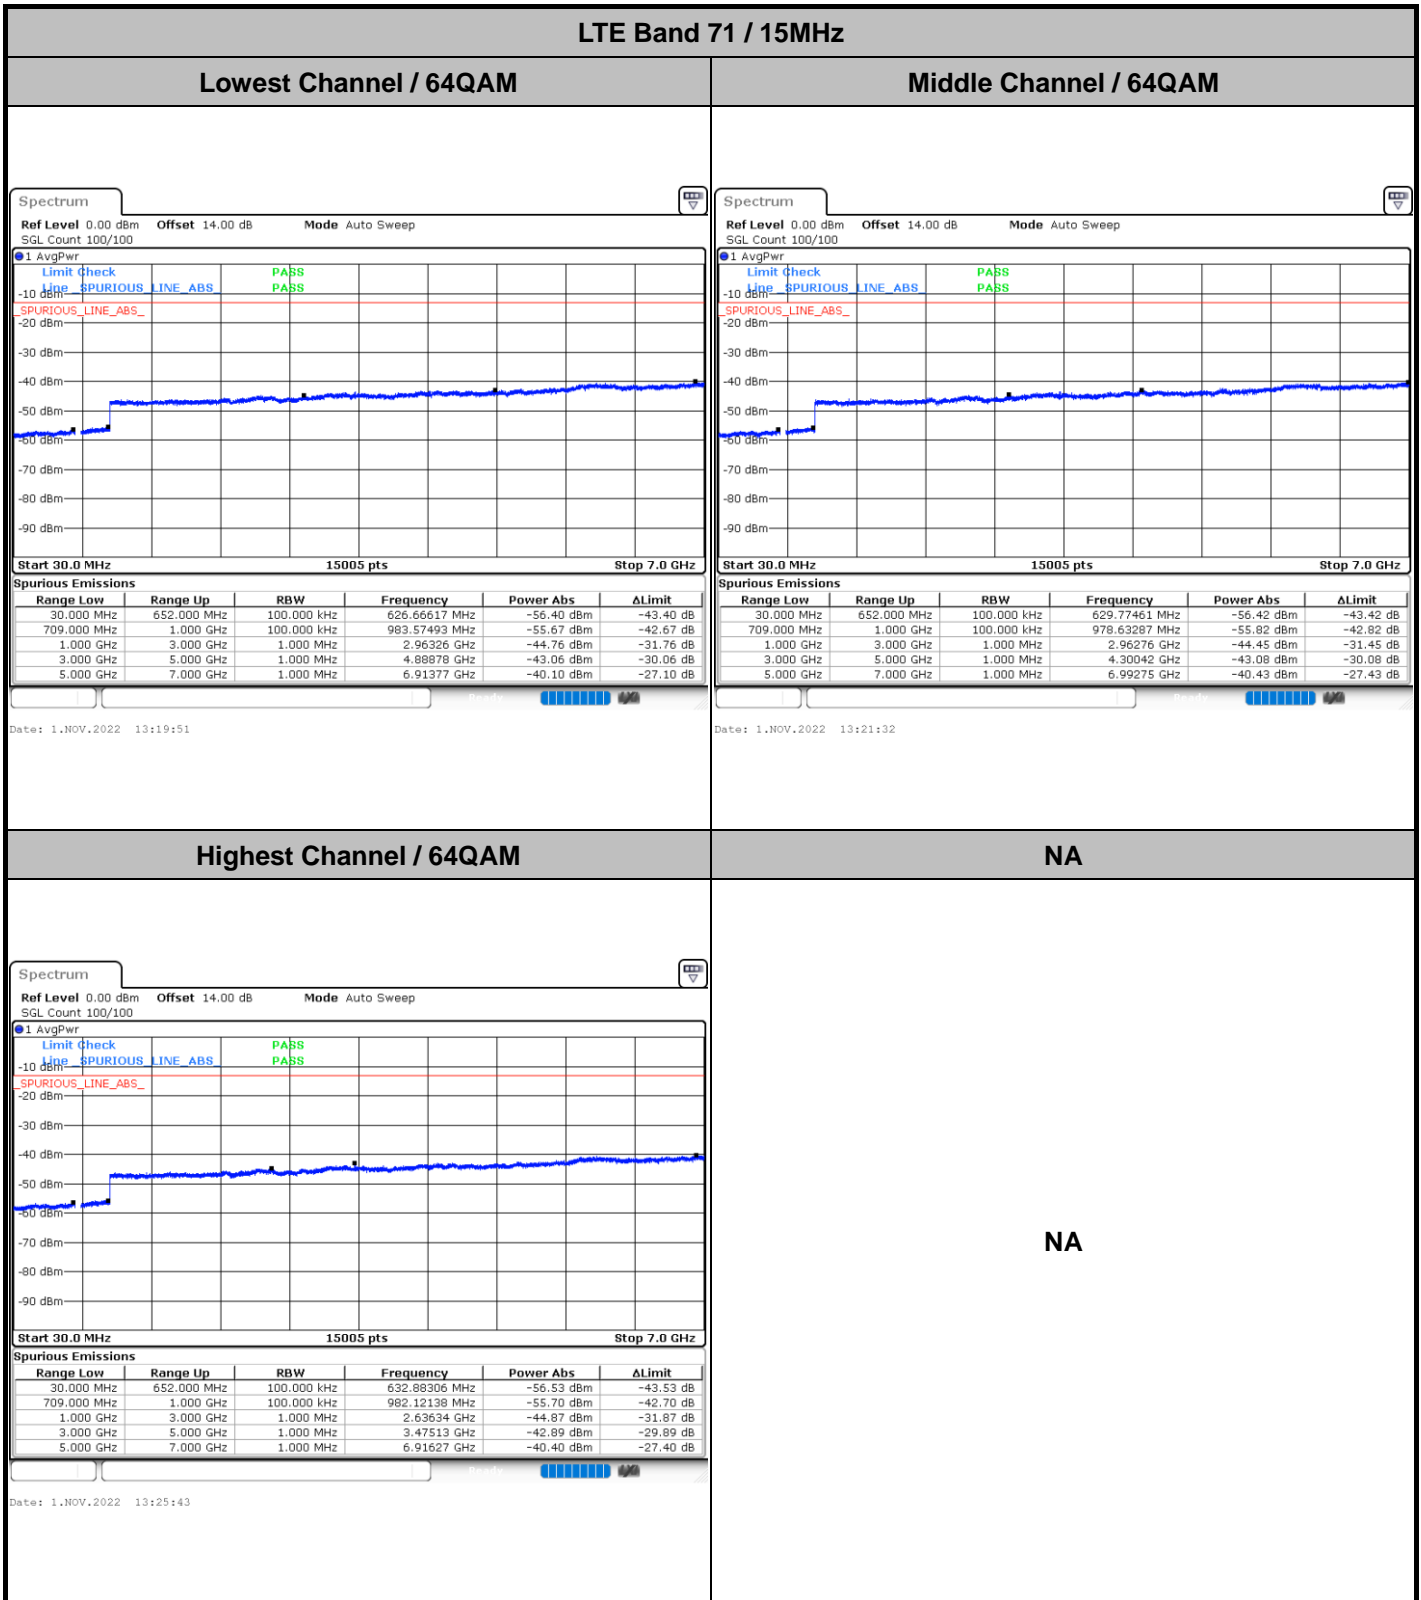 LTE Band 71 / 15MHz
Lowest Channel / 64QAM
Middle Channel / 64QAM
Spectrum
Ref Level 0.00 dBm Offset 14.00 dB Mode Auto Sweep
SGL Count 100/100
1 AvgPwr
Limit Check PASS
Line _SPURIOUS_LINE_ABS_ PASS
-10 dBm
_SPURIOUS_LINE_ABS_
-20 dBm
-30 dBm
-40 dBm
-50 dBm
-60 dBm
-70 dBm
-80 dBm
-90 dBm
Start 30.0 MHz 15005 pts Stop 7.0 GHz
Spurious Emissions
Range Low Range Up RBW Frequency Power Abs ΔLimit
30.000 MHz 652.000 MHz 100.000 kHz 626.66617 MHz -56.40 dBm -43.40 dB
709.000 MHz 1.000 GHz 100.000 kHz 983.57493 MHz -55.67 dBm -42.67 dB
1.000 GHz 3.000 GHz 1.000 MHz 2.96326 GHz -44.76 dBm -31.76 dB
3.000 GHz 5.000 GHz 1.000 MHz 4.88878 GHz -43.06 dBm -30.06 dB
5.000 GHz 7.000 GHz 1.000 MHz 6.91377 GHz -40.10 dBm -27.10 dB
Date: 1.NOV.2022 13:19:51
Spectrum
Ref Level 0.00 dBm Offset 14.00 dB Mode Auto Sweep
SGL Count 100/100
1 AvgPwr
Limit Check PASS
Line _SPURIOUS_LINE_ABS_ PASS
-10 dBm
_SPURIOUS_LINE_ABS_
-20 dBm
-30 dBm
-40 dBm
-50 dBm
-60 dBm
-70 dBm
-80 dBm
-90 dBm
Start 30.0 MHz 15005 pts Stop 7.0 GHz
Spurious Emissions
Range Low Range Up RBW Frequency Power Abs ΔLimit
30.000 MHz 652.000 MHz 100.000 kHz 629.77461 MHz -56.42 dBm -43.42 dB
709.000 MHz 1.000 GHz 100.000 kHz 978.63287 MHz -55.82 dBm -42.82 dB
1.000 GHz 3.000 GHz 1.000 MHz 2.96276 GHz -44.45 dBm -31.45 dB
3.000 GHz 5.000 GHz 1.000 MHz 4.30042 GHz -43.08 dBm -30.08 dB
5.000 GHz 7.000 GHz 1.000 MHz 6.99275 GHz -40.43 dBm -27.43 dB
Date: 1.NOV.2022 13:21:32
Highest Channel / 64QAM
NA
Spectrum
Ref Level 0.00 dBm Offset 14.00 dB Mode Auto Sweep
SGL Count 100/100
1 AvgPwr
Limit Check PASS
Line _SPURIOUS_LINE_ABS_ PASS
-10 dBm
_SPURIOUS_LINE_ABS_
-20 dBm
-30 dBm
-40 dBm
-50 dBm
-60 dBm
-70 dBm
-80 dBm
-90 dBm
Start 30.0 MHz 15005 pts Stop 7.0 GHz
Spurious Emissions
Range Low Range Up RBW Frequency Power Abs ΔLimit
30.000 MHz 652.000 MHz 100.000 kHz 632.88306 MHz -56.53 dBm -43.53 dB
709.000 MHz 1.000 GHz 100.000 kHz 982.12138 MHz -55.70 dBm -42.70 dB
1.000 GHz 3.000 GHz 1.000 MHz 2.63634 GHz -44.87 dBm -31.87 dB
3.000 GHz 5.000 GHz 1.000 MHz 3.47513 GHz -42.89 dBm -29.89 dB
5.000 GHz 7.000 GHz 1.000 MHz 6.91627 GHz -40.40 dBm -27.40 dB
Date: 1.NOV.2022 13:25:43
NA